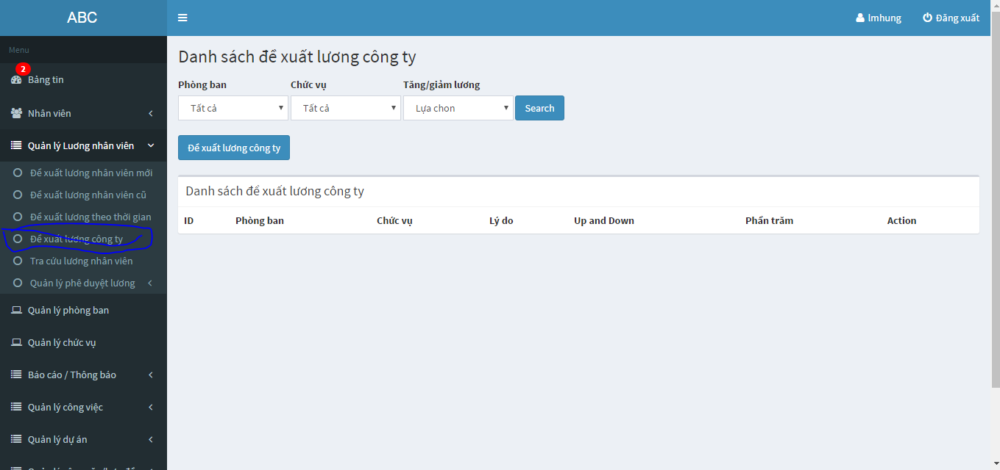 ABC
lmhung
Đăng xuất
Menu
2
Bảng tin
Nhân viên
Quản lý Lương nhân viên
Đề xuất lương nhân viên mới
Đề xuất lương nhân viên cũ
Đề xuất lương theo thời gian
Đề xuất lương công ty
Tra cứu lương nhân viên
Quản lý phê duyệt lương
Quản lý phòng ban
Quản lý chức vụ
Báo cáo / Thông báo
Quản lý công việc
Quản lý dự án
Danh sách đề xuất lương công ty
Phòng ban Chức vụ Tăng/giảm lương
Tất cả Tất cả Lựa chon Search
Đề xuất lương công ty
Danh sách đề xuất lương công ty
ID Phòng ban Chức vụ Lý do Up and Down Phần trăm Action